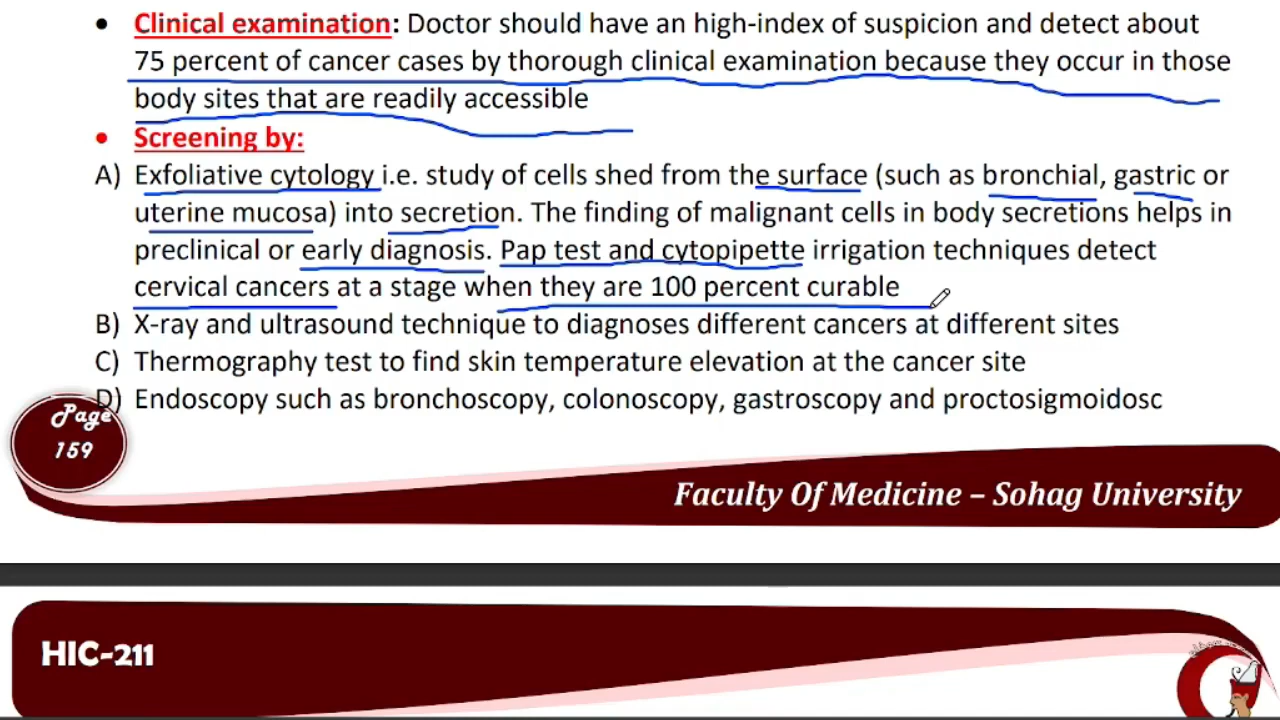 • Clinical examination: Doctor should have an high-index of suspicion and detect about
75 percent of cancer cases by thorough clinical examination because they occur in those
body sites that are readily accessible
• Screening by:
A) Exfoliative cytology i.e. study of cells shed from the surface (such as bronchial, gastric or
uterine mucosa) into secretion. The finding of malignant cells in body secretions helps in
preclinical or early diagnosis. Pap test and cytopipette irrigation techniques detect
cervical cancers at a stage when they are 100 percent curable
B) X-ray and ultrasound technique to diagnoses different cancers at different sites
C) Thermography test to find skin temperature elevation at the cancer site
D) Endoscopy such as bronchoscopy, colonoscopy, gastroscopy and proctosigmoidosc
Page
159
Faculty Of Medicine – Sohag University
HIC-211